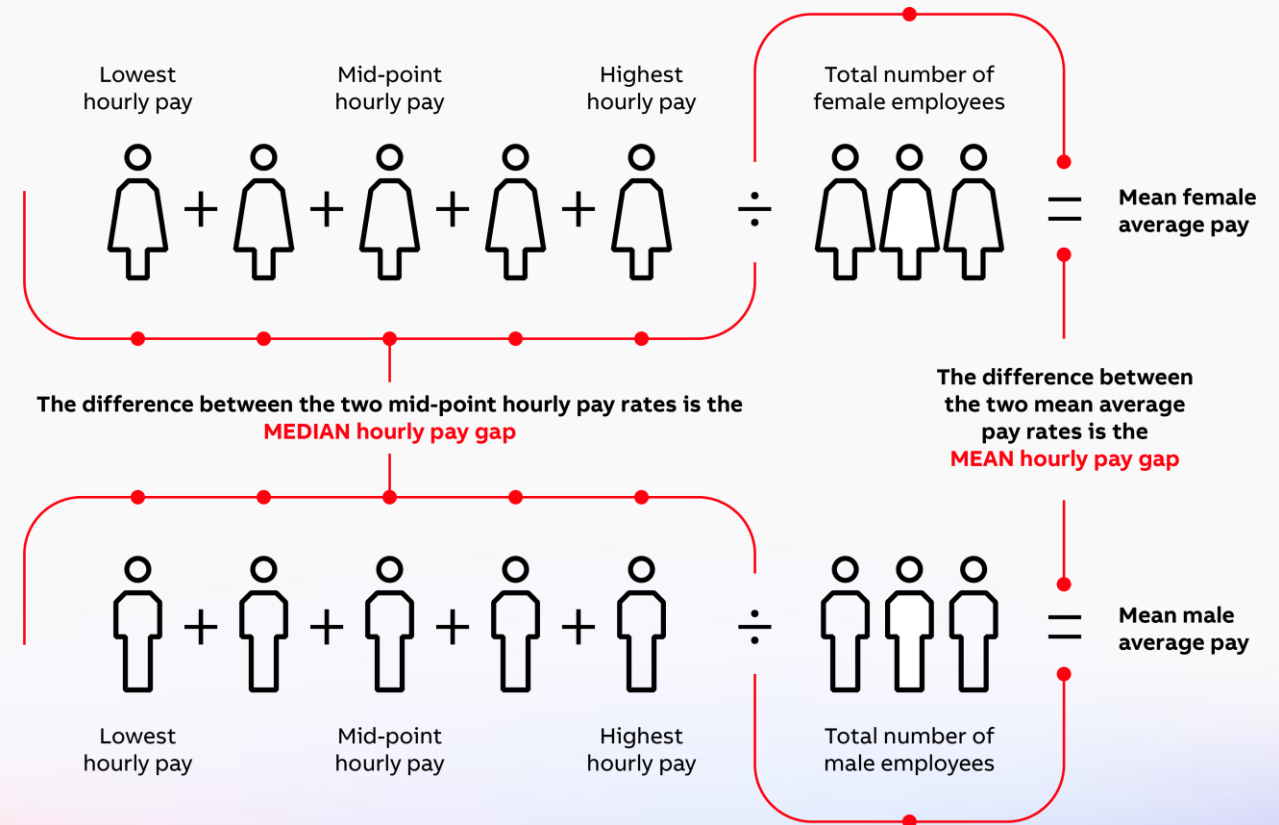 Lowest
hourly pay
Mid-point
hourly pay
Highest
hourly pay
Total number of
female employees
+ + + + ÷ =
Mean female
average pay
The difference between the two mid-point hourly pay rates is the
MEDIAN hourly pay gap
The difference between
the two mean average
pay rates is the
MEAN hourly pay gap
+ + + + ÷ =
Mean male
average pay
Lowest
hourly pay
Mid-point
hourly pay
Highest
hourly pay
Total number of
male employees